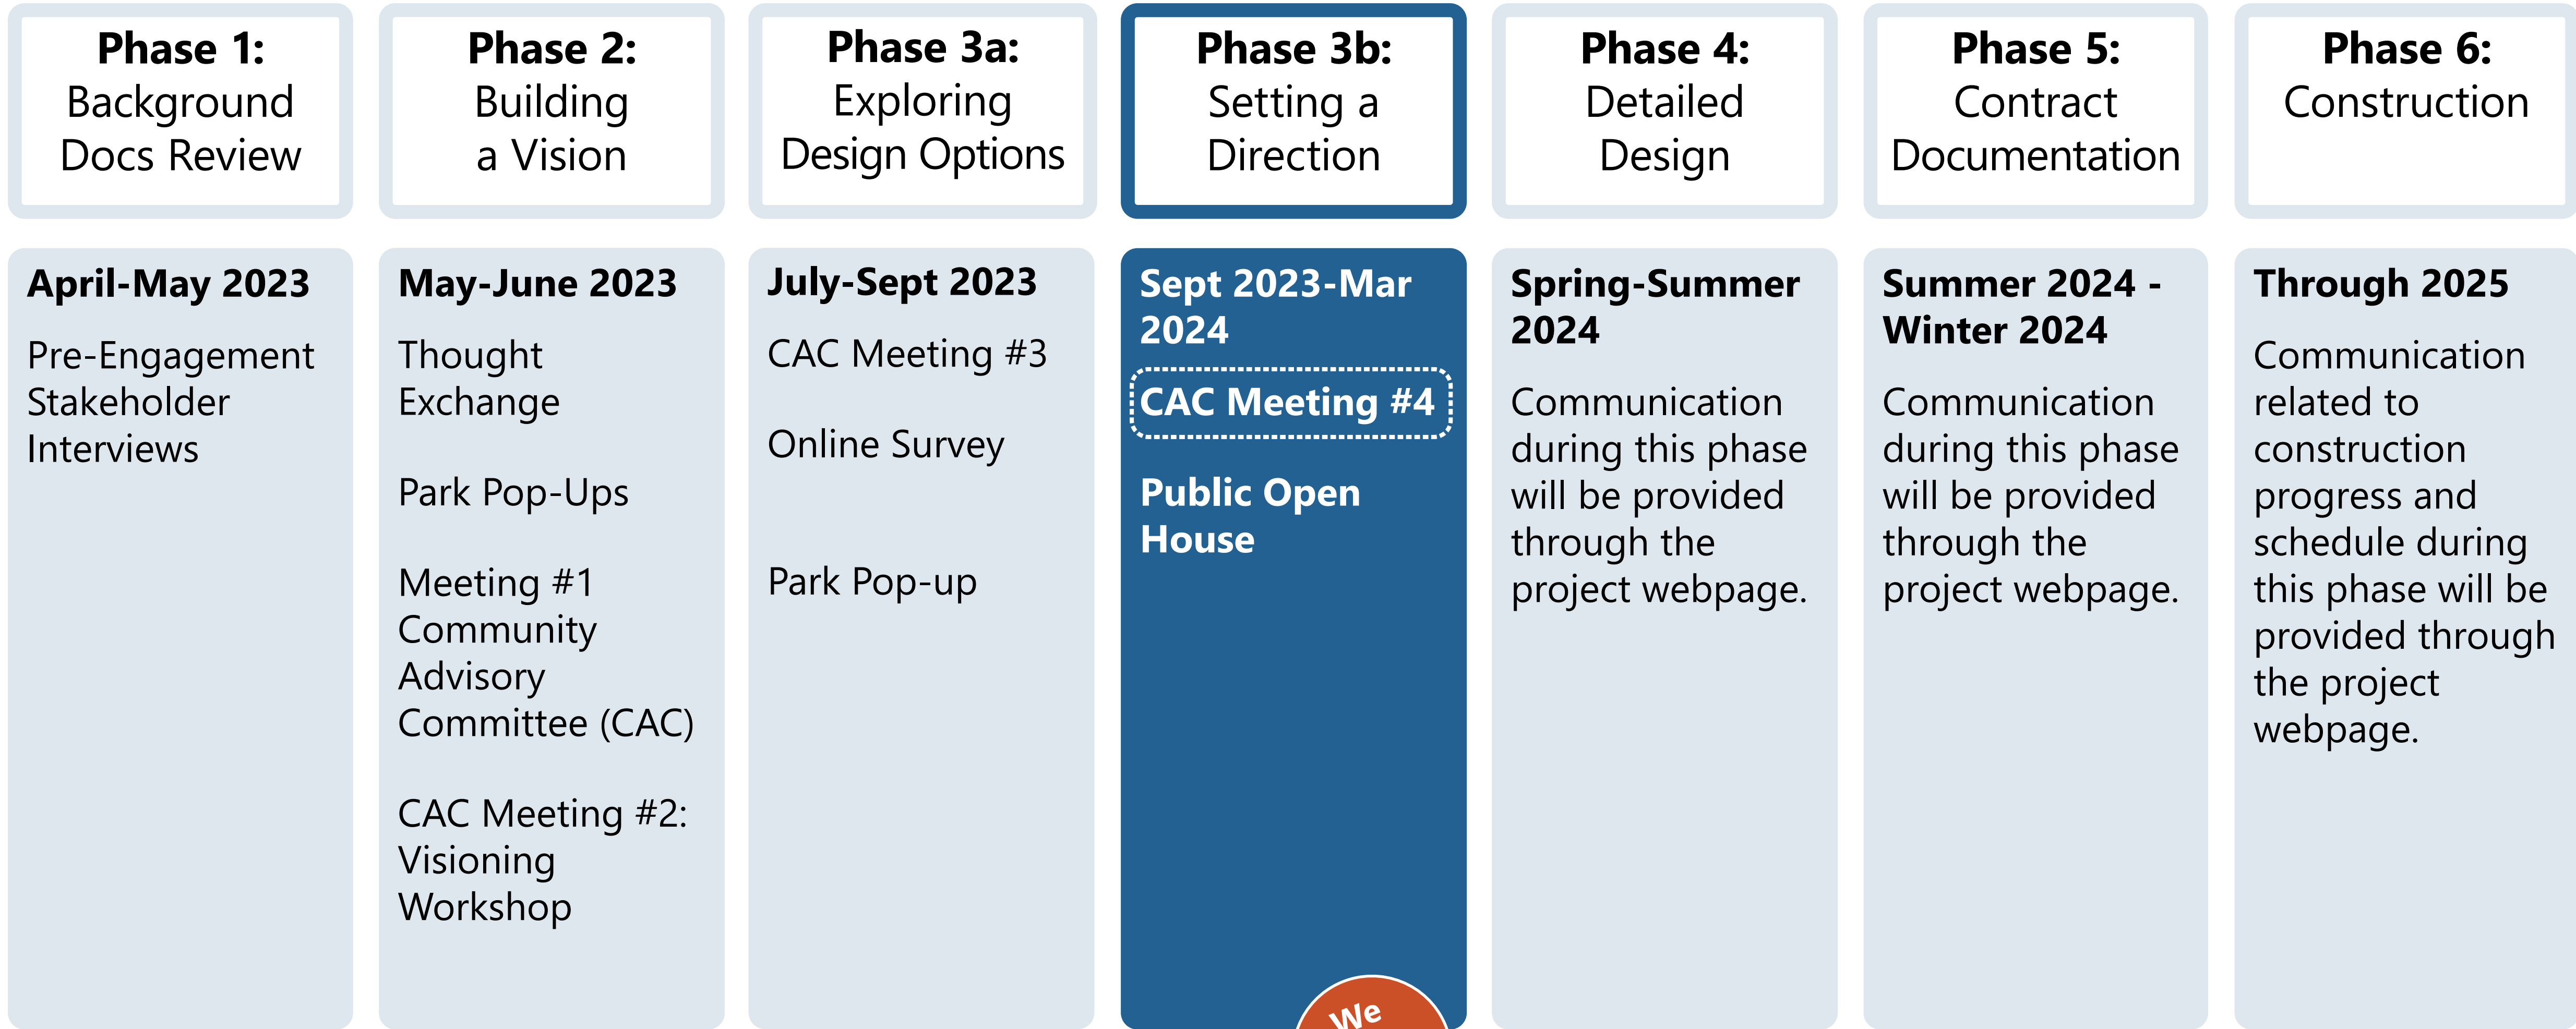 Phase 1:
Background
Docs Review
Phase 2:
Building
a Vision
Phase 3a:
Exploring
Design Options
Phase 3b:
Setting a
Direction
Phase 4:
Detailed
Design
Phase 5:
Contract
Documentation
Phase 6:
Construction
April-May 2023
Pre-Engagement
Stakeholder
Interviews
May-June 2023
Thought
Exchange
Park Pop-Ups
Meeting #1
Community
Advisory
Committee (CAC)
CAC Meeting #2:
Visioning
Workshop
July-Sept 2023
CAC Meeting #3
Online Survey
Park Pop-up
Sept 2023-Mar
2024
CAC Meeting #4
Public Open
House
We
Spring-Summer
2024
Communication
during this phase
will be provided
through the
project webpage.
Summer 2024 -
Winter 2024
Communication
during this phase
will be provided
through the
project webpage.
Through 2025
Communication
related to
construction
progress and
schedule during
this phase will be
provided through
the project
webpage.